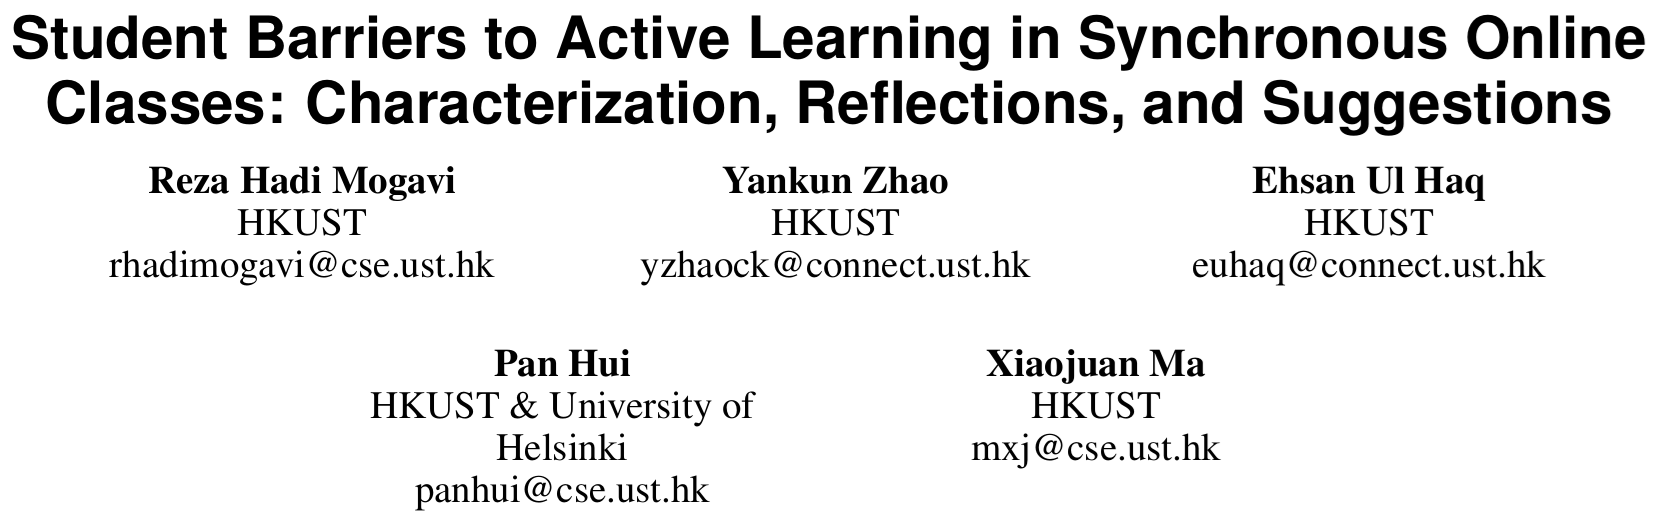 Student Barriers to Active Learning in Synchronous Online
Classes: Characterization, Reflections, and Suggestions
Reza Hadi Mogavi
HKUST
rhadimogavi@cse.ust.hk
Yankun Zhao
HKUST
yzhaock@connect.ust.hk
Ehsan Ul Haq
HKUST
euhaq@connect.ust.hk
Pan Hui
HKUST & University of
Helsinki
panhui@cse.ust.hk
Xiaojuan Ma
HKUST
mxj@cse.ust.hk